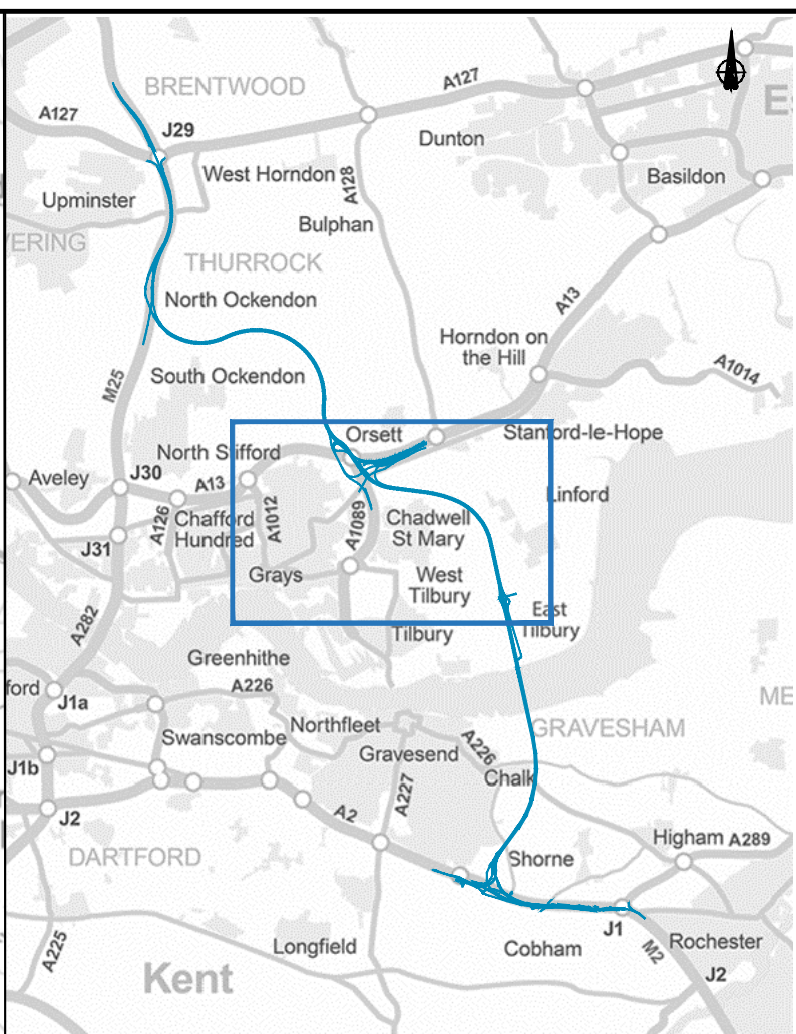 BRENTWOOD
A127
A127
J29
Es
Dunton
West Horndon
A128
Basildon
Upminster
Bulphan
VERING
THURROCK
North Ockendon
A13
Horndon on
the Hill
A1014
M25
South Ockendon
Orsett
Stanford-le-Hope
North Stifford
Aveley
J30
A13
Linford
A126
Chafford
Hundred
A1012
A1089
Chadwell
St Mary
J31
Grays
West
Tilbury
East
Tilbury
A282
Tilbury
Greenhithe
ford
A226
J1a
ME
Northfleet
GRAVESHAM
Swanscombe
A226
Gravesend
J1b
Chalk
A227
A2
J2
Higham
A289
DARTFORD
Shorne
J1
A225
Longfield
Cobham
M2
Rochester
J2
Kent